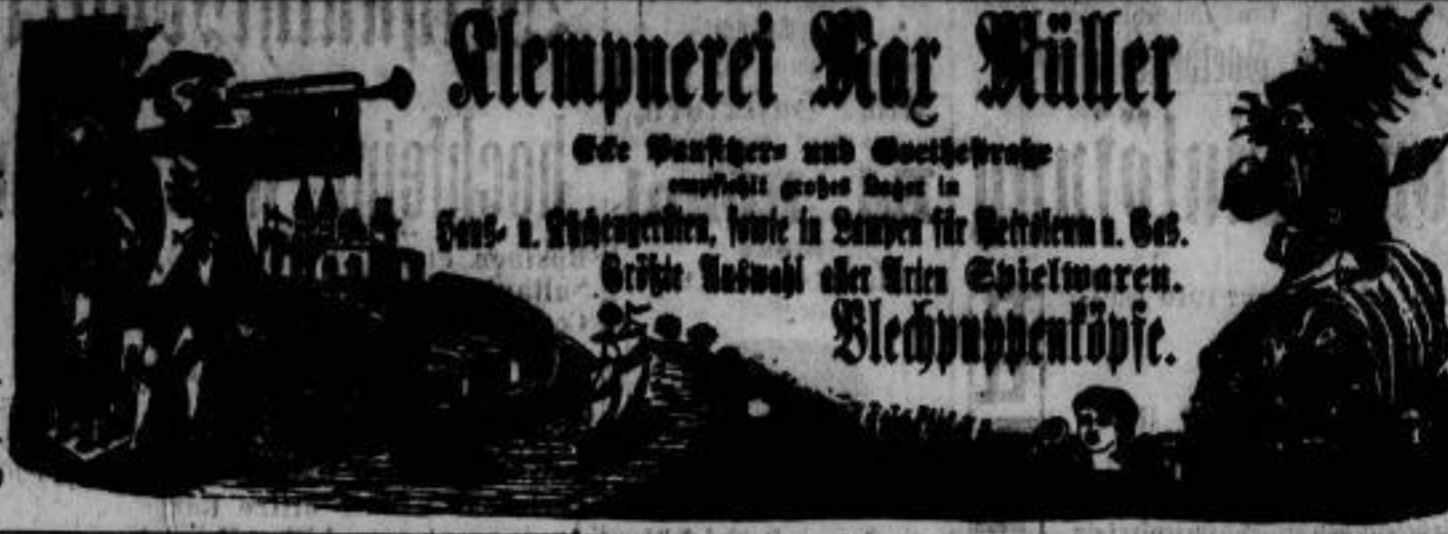 Klempnerei Max Müller
Ecke Pausitzer- und Goethestraße
empfiehlt großes Lager in
Haus- u. Küchengeräten, sowie in Lampen für Petroleum u. Gas.
Größte Auswahl aller Arten Spielwaren.
Blechpuppenköpfe.